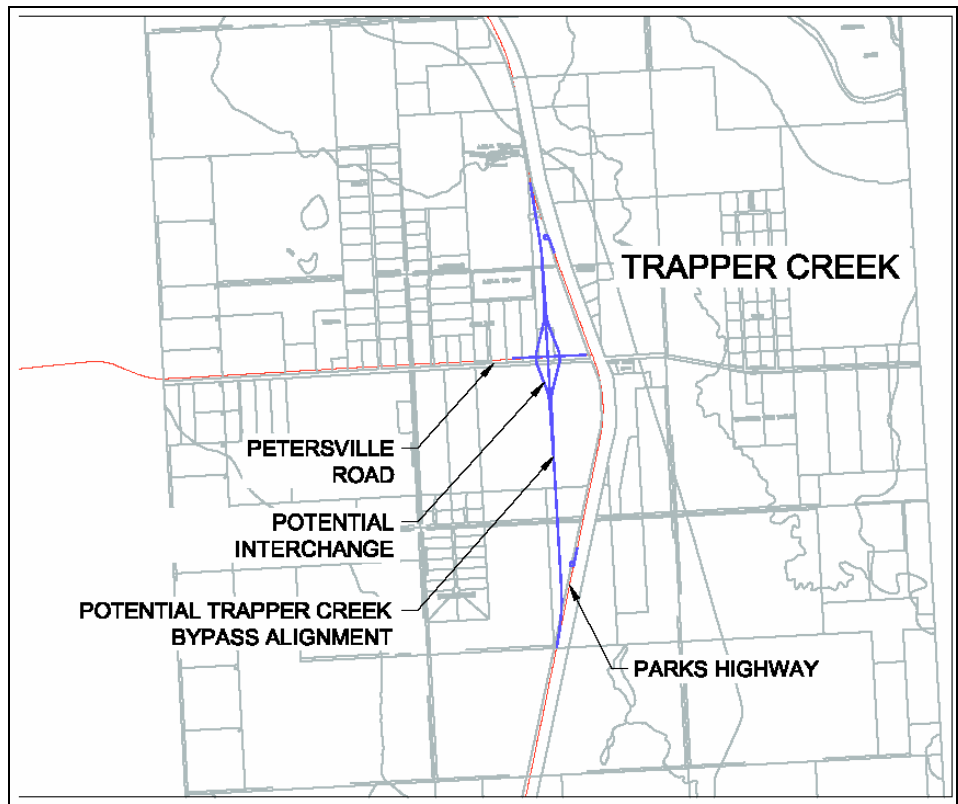 TRAPPER CREEK
PETERSVILLE
ROAD
POTENTIAL
INTERCHANGE
POTENTIAL TRAPPER CREEK
BYPASS ALIGNMENT
PARKS HIGHWAY